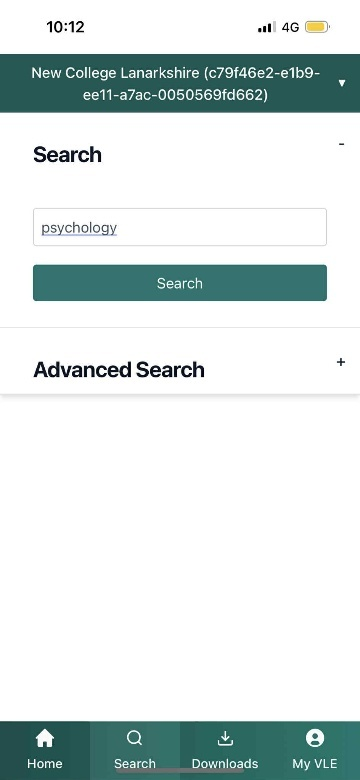 10:12
4G
New College Lanarkshire (c79f46e2-e1b9-
ee11-a7ac-0050569fd662)
▼
Search
-
psychology
Search
Advanced Search
+
Home
Search
Downloads
My VLE